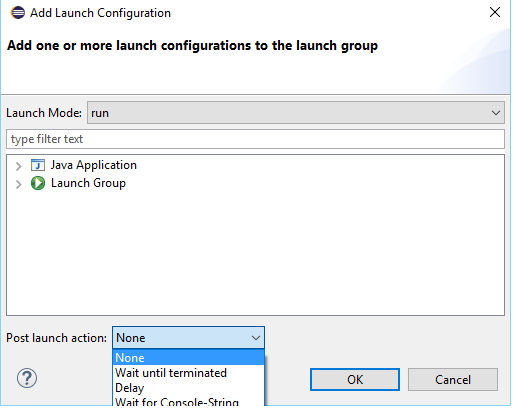 Add Launch Configuration
Add one or more launch configurations to the launch group
Launch Mode: run
type filter text
Java Application
Launch Group
Post launch action: None
None
Wait until terminated
Delay
Wait for Console-String
? OK Cancel